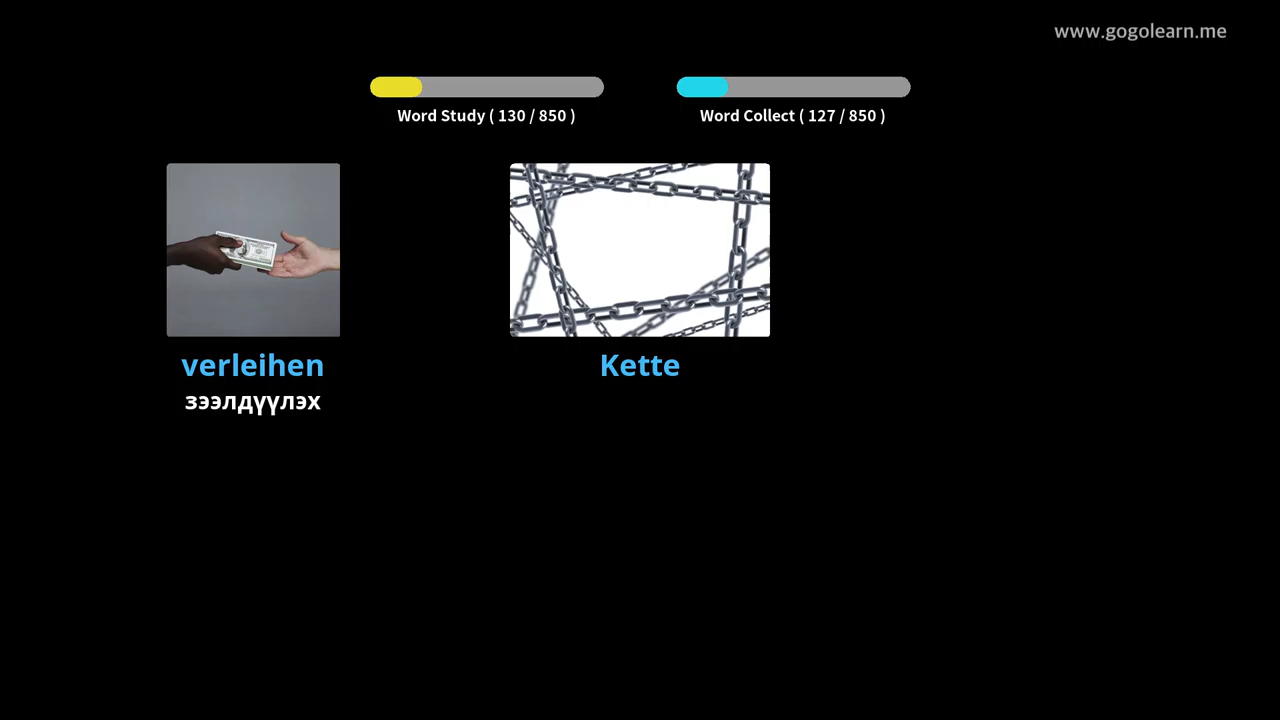 www.gogolearn.me
Word Study ( 130 / 850 )
Word Collect ( 127 / 850 )
verleihen
зээлдүүлэх
Kette